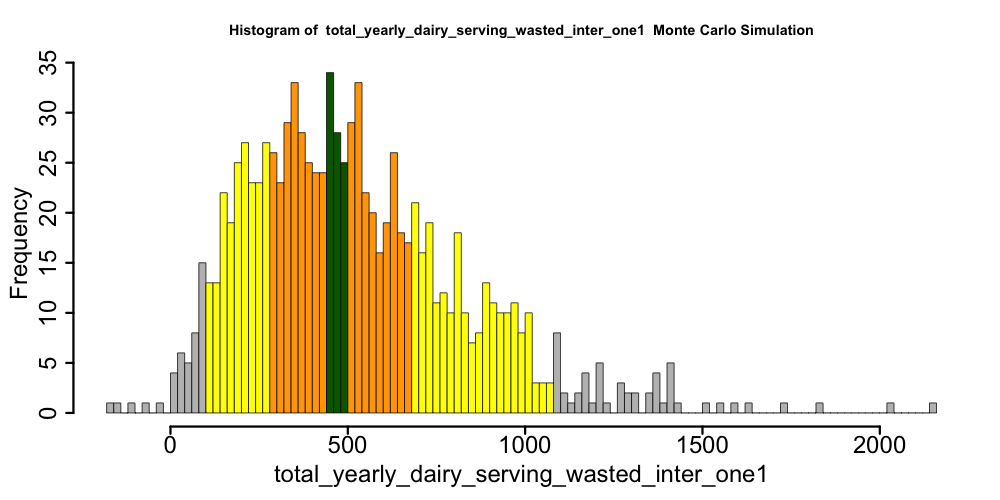 Histogram of  total_yearly_dairy_serving_wasted_inter_one1  Monte Carlo Simulation
Frequency
35
30
25
20
15
10
5
0
0 500 1000 1500 2000
total_yearly_dairy_serving_wasted_inter_one1